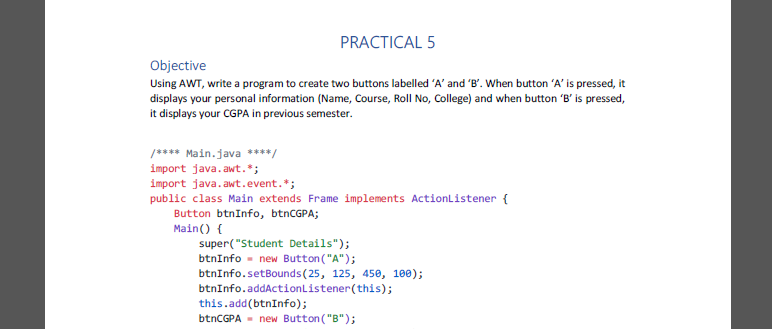 PRACTICAL 5
Objective
Using AWT, write a program to create two buttons labelled ‘A’ and ‘B’. When button ‘A’ is pressed, it
displays your personal information (Name, Course, Roll No, College) and when button ‘B’ is pressed,
it displays your CGPA in previous semester.
/**** Main.java ****/
import java.awt.*;
import java.awt.event.*;
public class Main extends Frame implements ActionListener {
Button btnInfo, btnCGPA;
Main() {
super("Student Details");
btnInfo = new Button("A");
btnInfo.setBounds(25, 125, 450, 100);
btnInfo.addActionListener(this);
this.add(btnInfo);
btnCGPA = new Button("B");